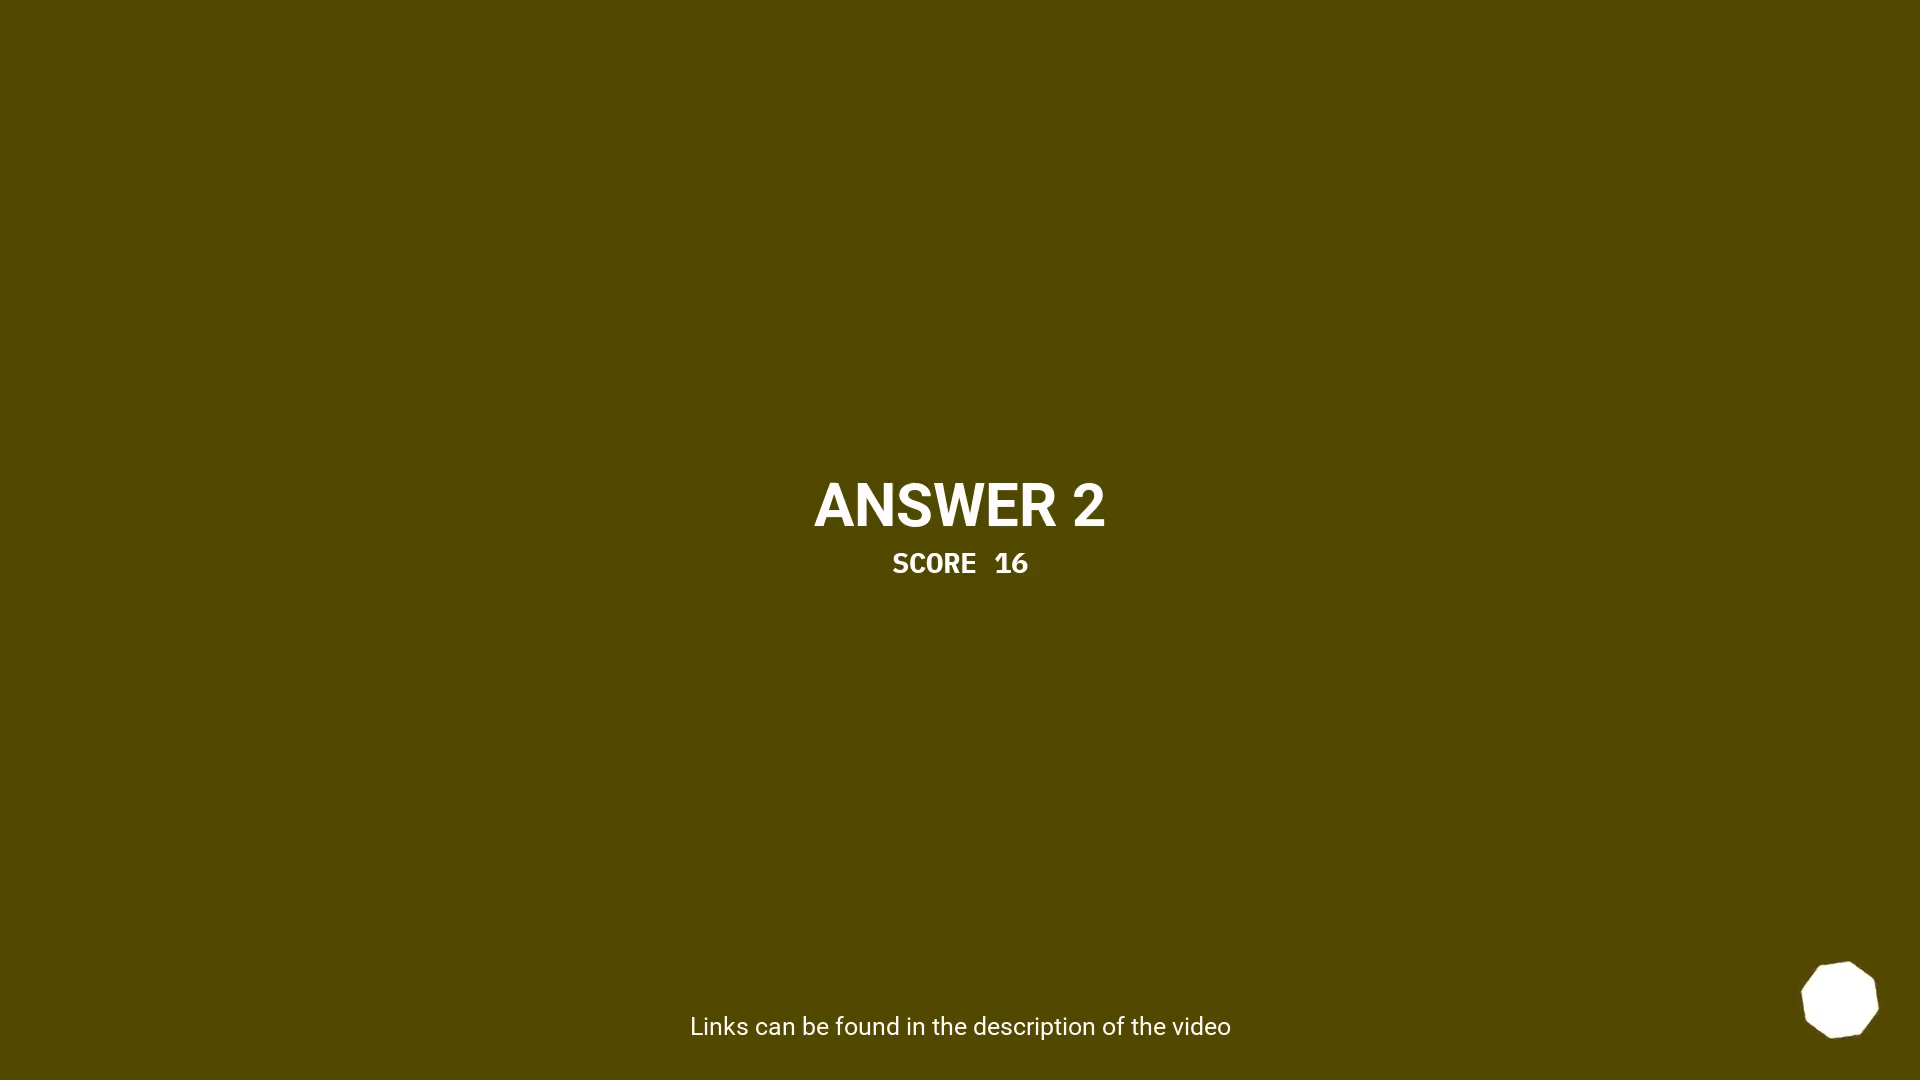 ANSWER 2
SCORE 16
Links can be found in the description of the video